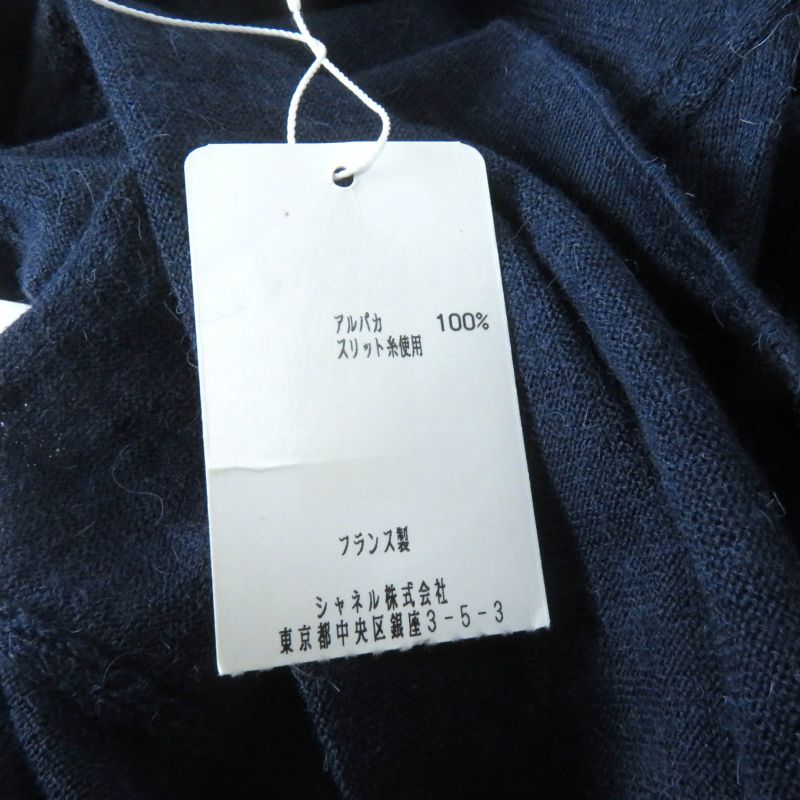 アルパカ 100%
スリット糸使用
フランス製
シャネル株式会社
東京都中央区銀座3-5-3